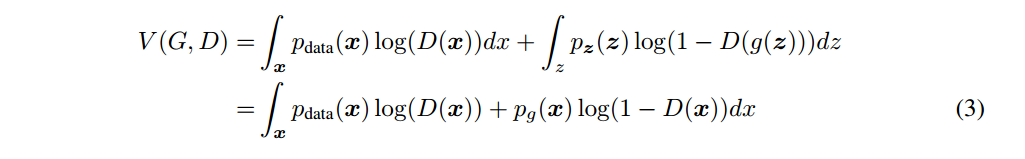 V(G, D) = ∫_x p_data(x) log(D(x))dx + ∫_z p_z(z) log(1 − D(g(z)))dz
= ∫_x p_data(x) log(D(x)) + p_g(x) log(1 − D(x))dx (3)